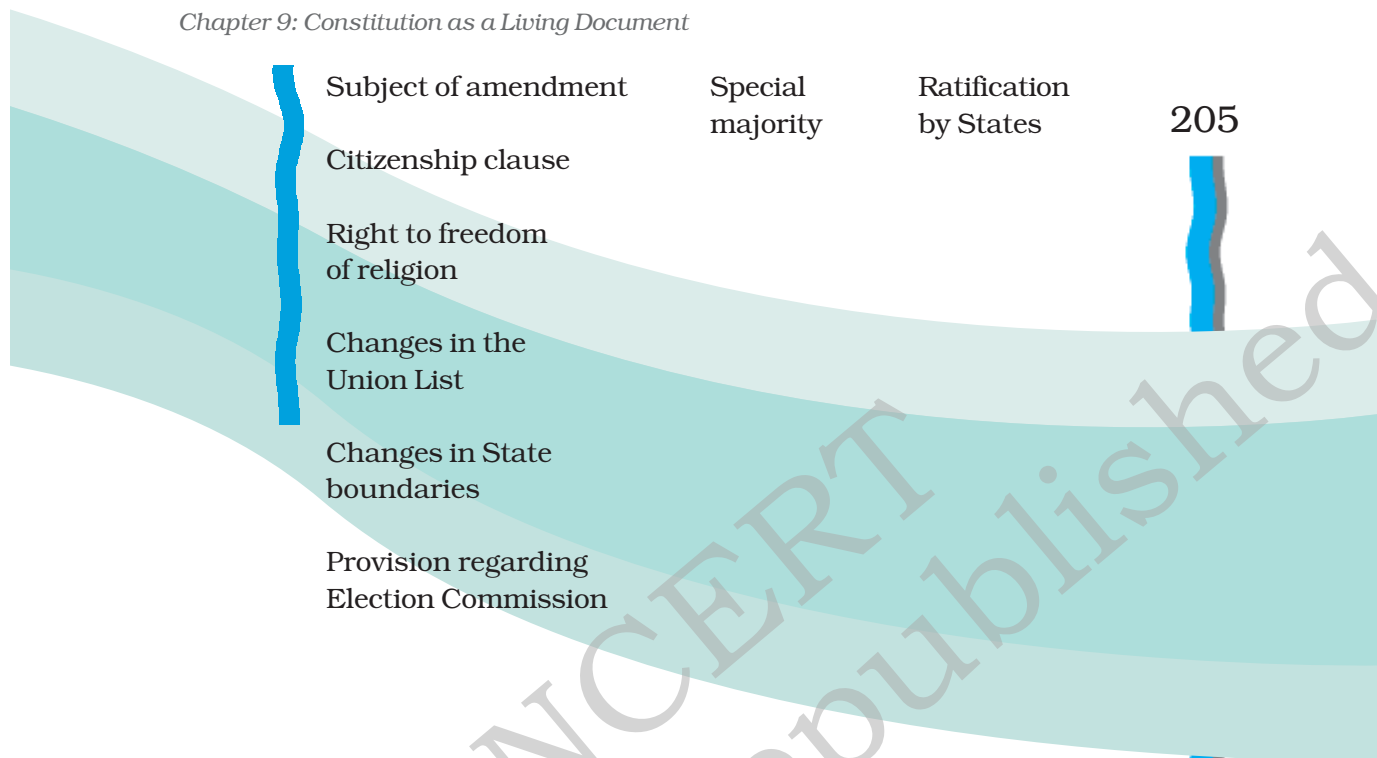 Chapter 9: Constitution as a Living Document
Subject of amendment Special Ratification
majority by States 205
Citizenship clause
Right to freedom
of religion
Changes in the
Union List
Changes in State
boundaries
Provision regarding
Election Commission
NCERT
republished